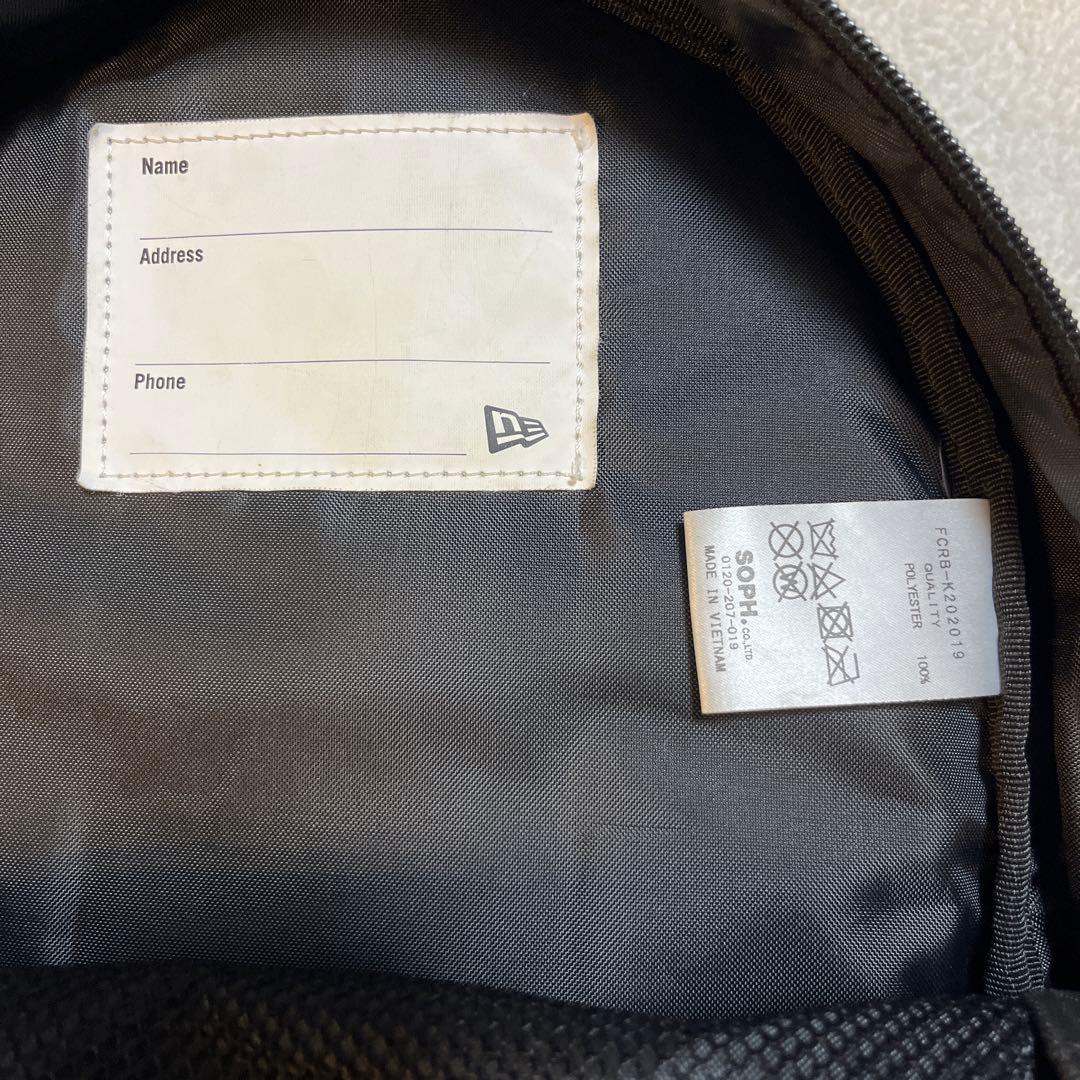 Name
Address
Phone
FCRB-K202019
QUALITY
POLYESTER 100%
SOPH.CO.,LTD.
0120-207-019
MADE IN VIETNAM